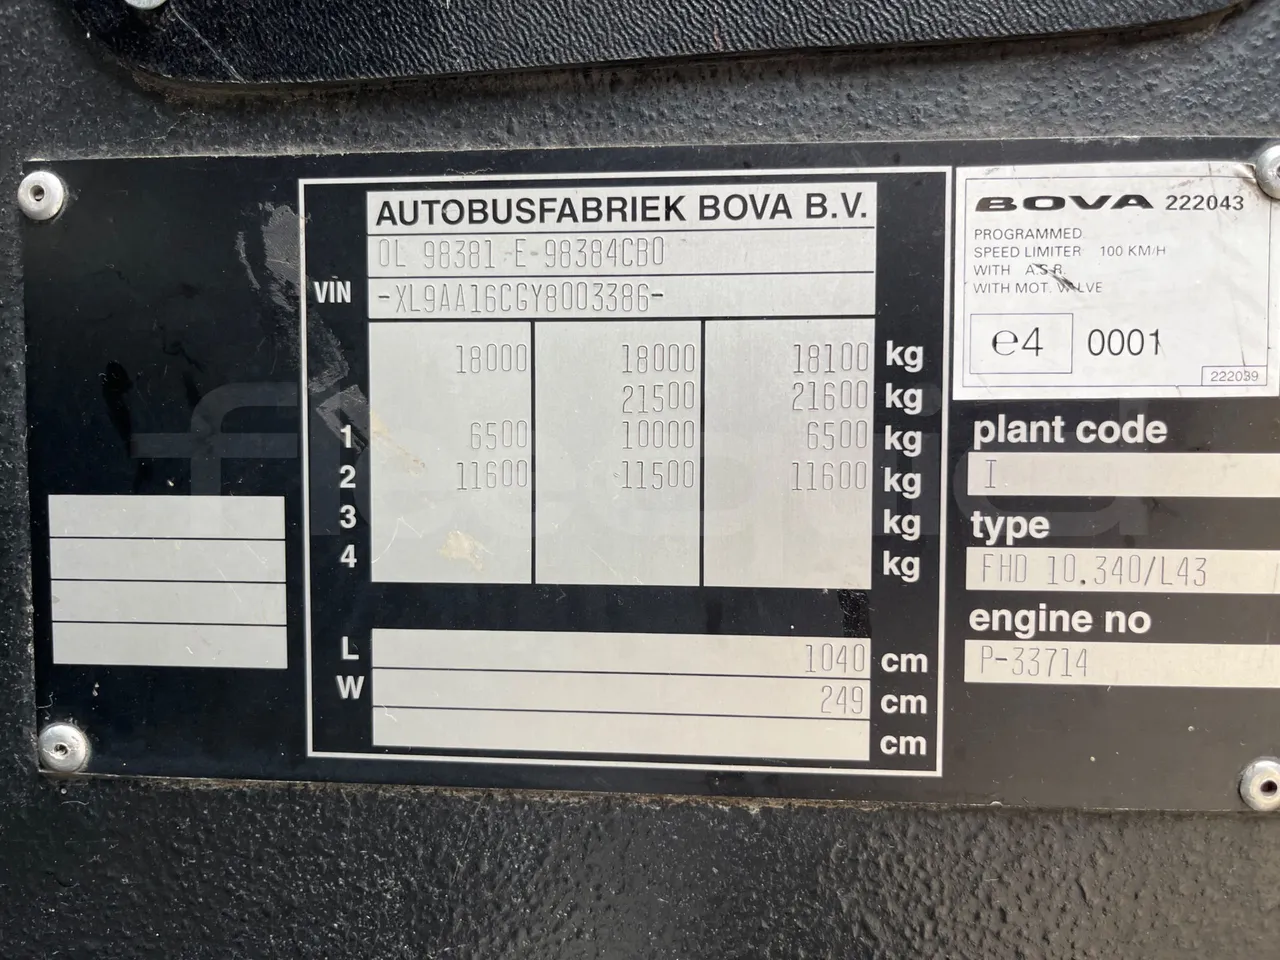 AUTOBUSFABRIEK BOVA B.V.
OL 98381 E 98384CBO
VIN -XL9AA16CGY8003386-
18000 18000 18100 kg
21500 21600 kg
1 6500 10000 6500 kg
2 11600 11500 11600 kg
3 kg
4 kg
L 1040 cm
W 249 cm
cm
BOVA 222043
PROGRAMMED
SPEED LIMITER 100 KM/H
WITH A.S.R.
WITH MOT. VALVE
e4 0001
222039
plant code
I
type
FHD 10.340/L43
engine no
P-33714